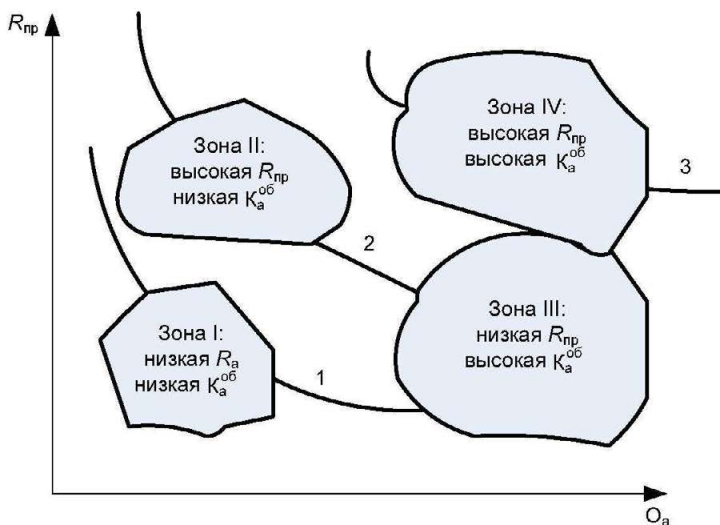 Rпр
Зона II:
высокая Rпр
низкая Kаоб
Зона IV:
высокая Rпр
высокая Kаоб
3
2
Зона I:
низкая Rа
низкая Kаоб
1
Зона III:
низкая Rпр
высокая Kаоб
Oа